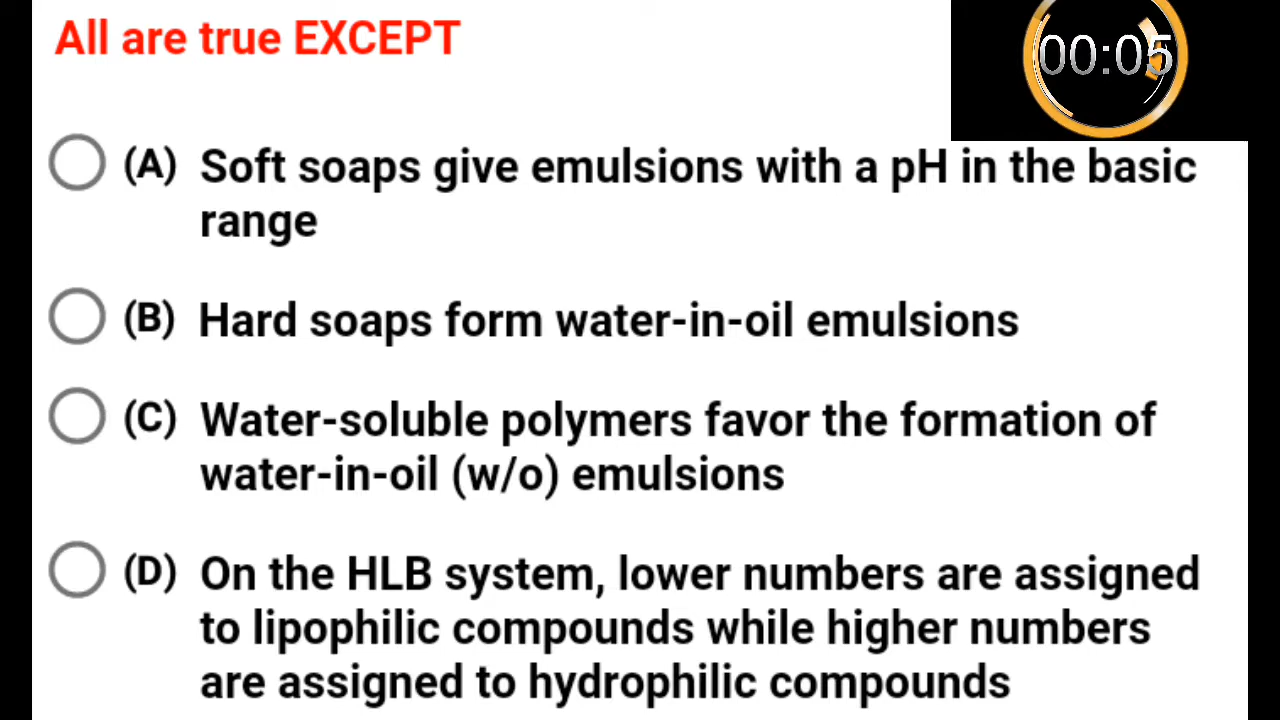 All are true EXCEPT
00:05
(A) Soft soaps give emulsions with a pH in the basic
range
(B) Hard soaps form water-in-oil emulsions
(C) Water-soluble polymers favor the formation of
water-in-oil (w/o) emulsions
(D) On the HLB system, lower numbers are assigned
to lipophilic compounds while higher numbers
are assigned to hydrophilic compounds